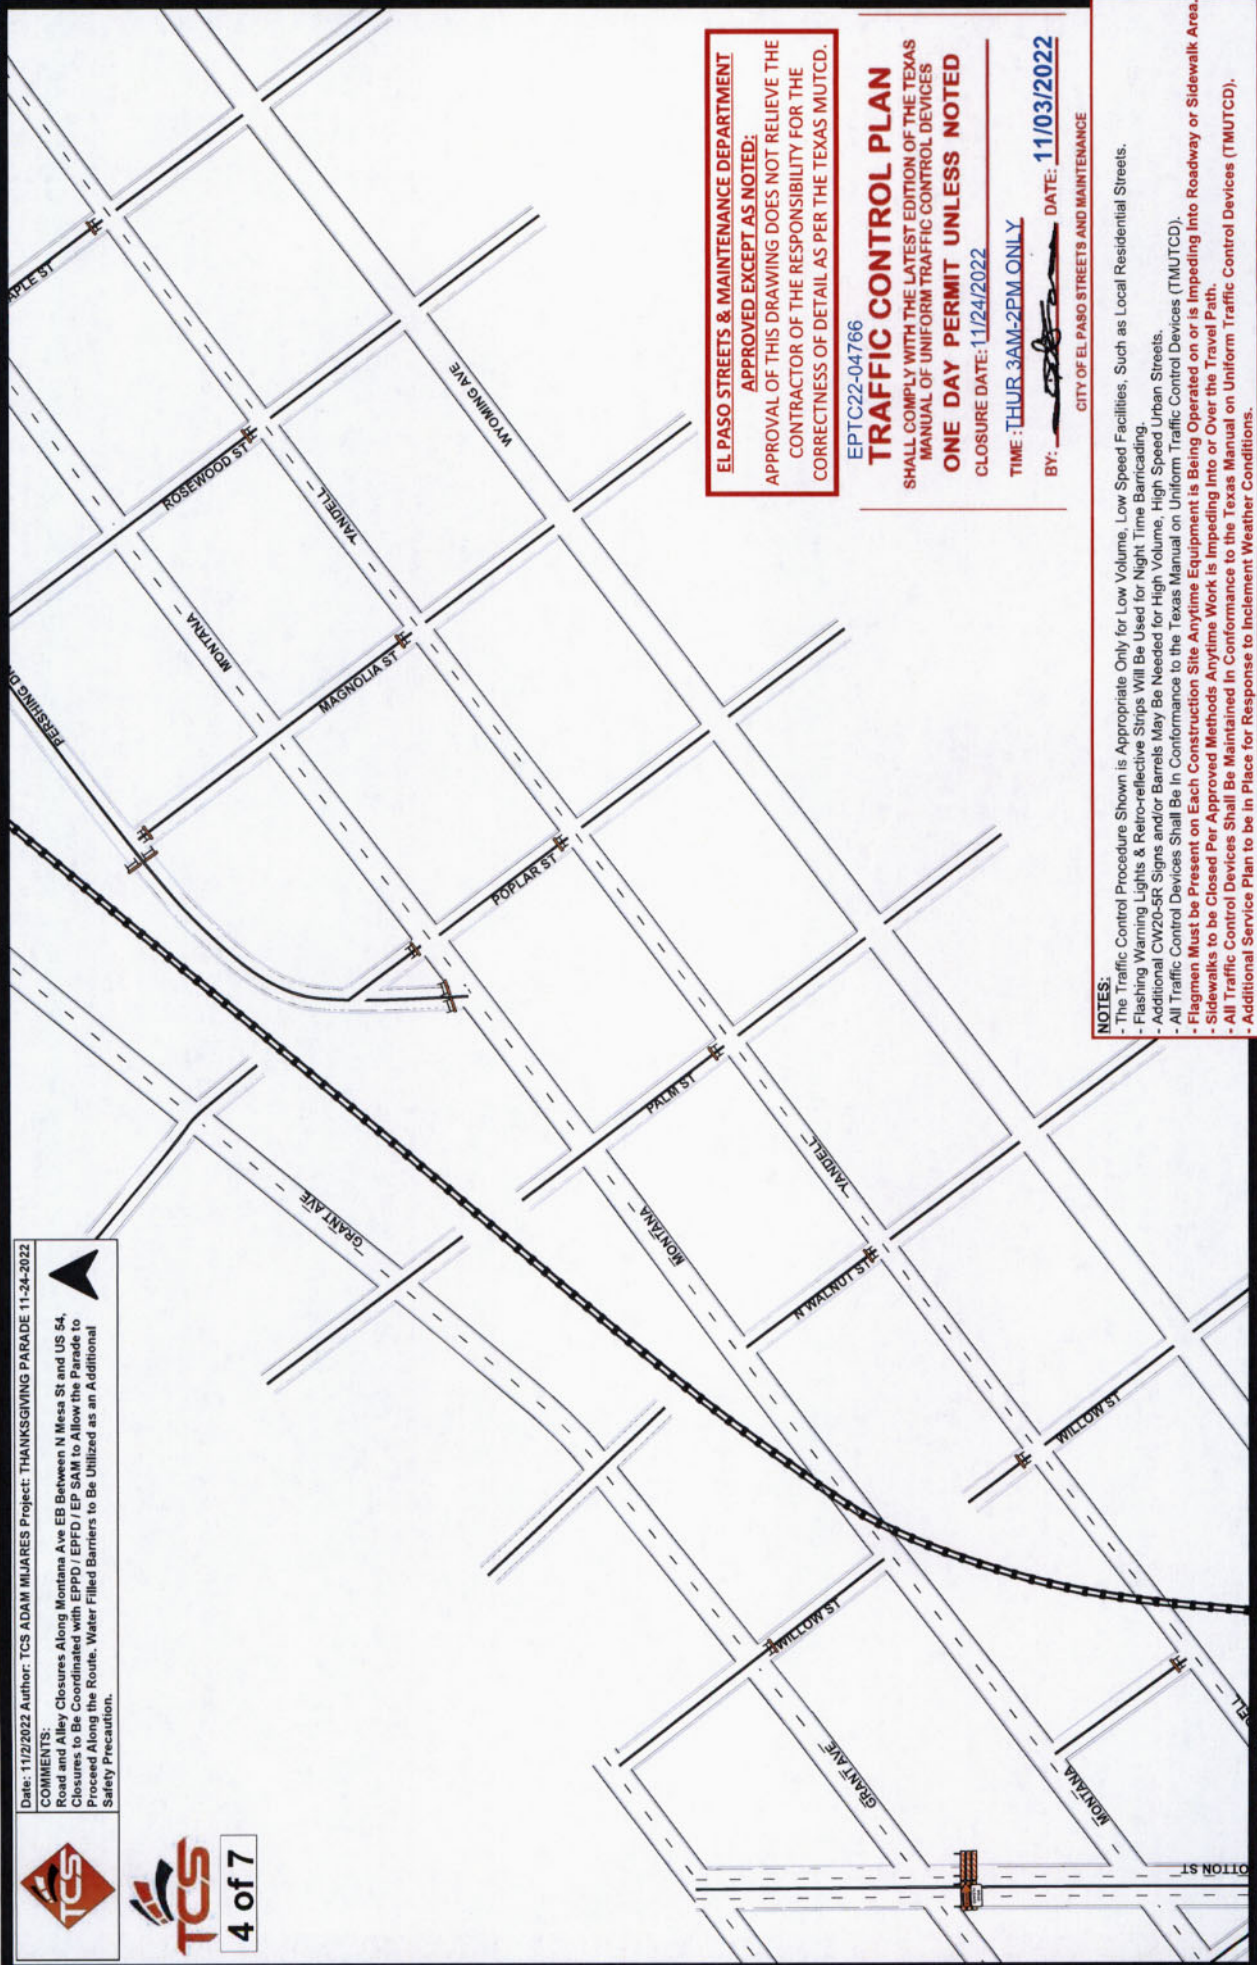 Date: 11/2/2022 Author: TCS ADAM MIJARES Project: THANKSGIVING PARADE 11-24-2022
COMMENTS:
Road and Alley Closures Along Montana Ave EB Between N Mesa St and US 54,
Closures to Be Coordinated with EPPD / EPFD / EP SAM to Allow the Parade to
Proceed Along the Route. Water Filled Barriers to Be Utilized as an Additional
Safety Precaution.
TCS
TCS
4 of 7
GRANT AVE
PERSHING DR
APLE ST
ROSEWOOD ST
MONTANA
YANDELL
MAGNOLIA ST
WYOMING AVE
POPLAR ST
PALM ST
MONTANA
YANDELL
N WALNUT ST
WILLOW ST
WILLOW ST
GRANT AVE
MONTANA
OTTON ST
EL PASO STREETS & MAINTENANCE DEPARTMENT
APPROVED EXCEPT AS NOTED:
APPROVAL OF THIS DRAWING DOES NOT RELIEVE THE
CONTRACTOR OF THE RESPONSIBILITY FOR THE
CORRECTNESS OF DETAIL AS PER THE TEXAS MUTCD.
EPTC22-04766
TRAFFIC CONTROL PLAN
SHALL COMPLY WITH THE LATEST EDITION OF THE TEXAS
MANUAL OF UNIFORM TRAFFIC CONTROL DEVICES
ONE DAY PERMIT UNLESS NOTED
CLOSURE DATE: 11/24/2022
TIME : THUR 3AM-2PM ONLY
BY: DATE: 11/03/2022
CITY OF EL PASO STREETS AND MAINTENANCE
NOTES:
- The Traffic Control Procedure Shown is Appropriate Only for Low Volume, Low Speed Facilities, Such as Local Residential Streets.
- Flashing Warning Lights & Retro-reflective Strips Will Be Used for Night Time Barricading.
- Additional CW20-5R Signs and/or Barrels May Be Needed for High Volume, High Speed Urban Streets.
- All Traffic Control Devices Shall Be In Conformance to the Texas Manual on Uniform Traffic Control Devices (TMUTCD).
- Flagmen Must be Present on Each Construction Site Anytime Equipment is Being Operated on or is Impeding Into Roadway or Sidewalk Area.
- Sidewalks to be Closed Per Approved Methods Anytime Work is Impeding Into or Over the Travel Path.
- All Traffic Control Devices Shall Be Maintained In Conformance to the Texas Manual on Uniform Traffic Control Devices (TMUTCD).
- Additional Service Plan to be in Place for Response to Inclement Weather Conditions.